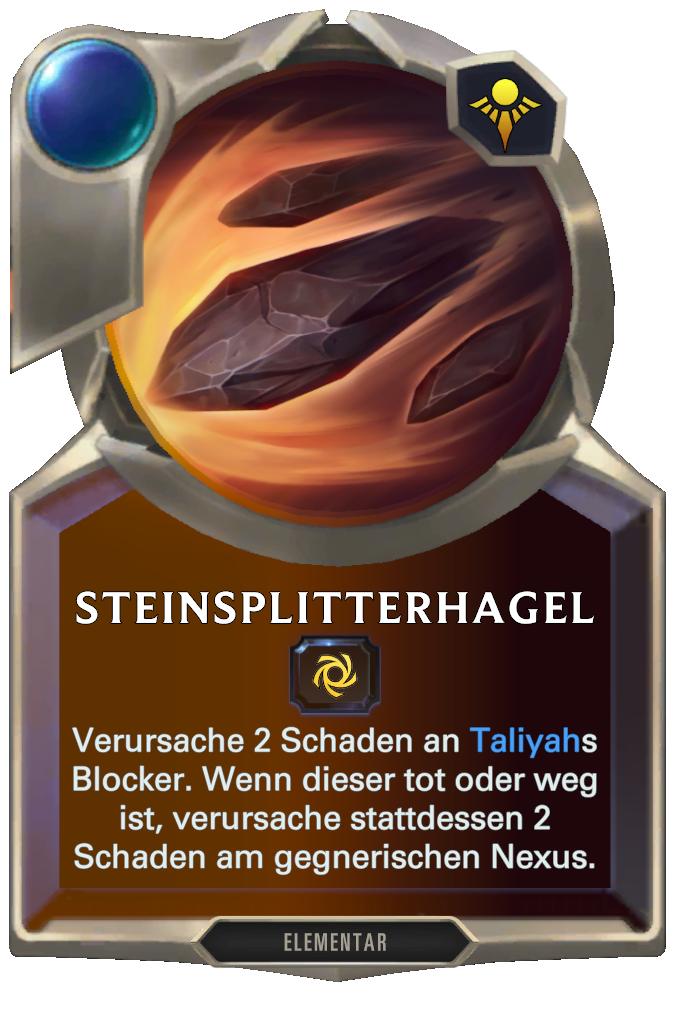 STEINSPLITTERHAGEL
Verursache 2 Schaden an Taliyahs
Blocker. Wenn dieser tot oder weg
ist, verursache stattdessen 2
Schaden am gegnerischen Nexus.
ELEMENTAR